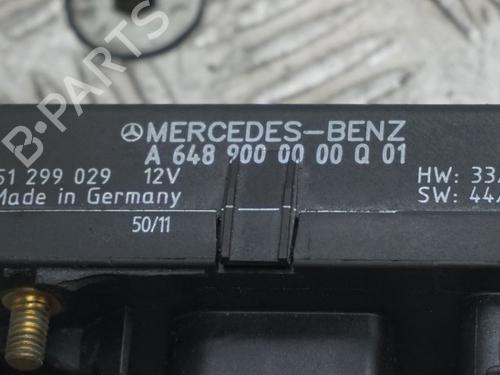 MERCEDES-BENZ
A 648 900 00 00 Q 01
51 299 029 12V HW: 33/
Made in Germany SW: 44/
50/11
B-PARTS